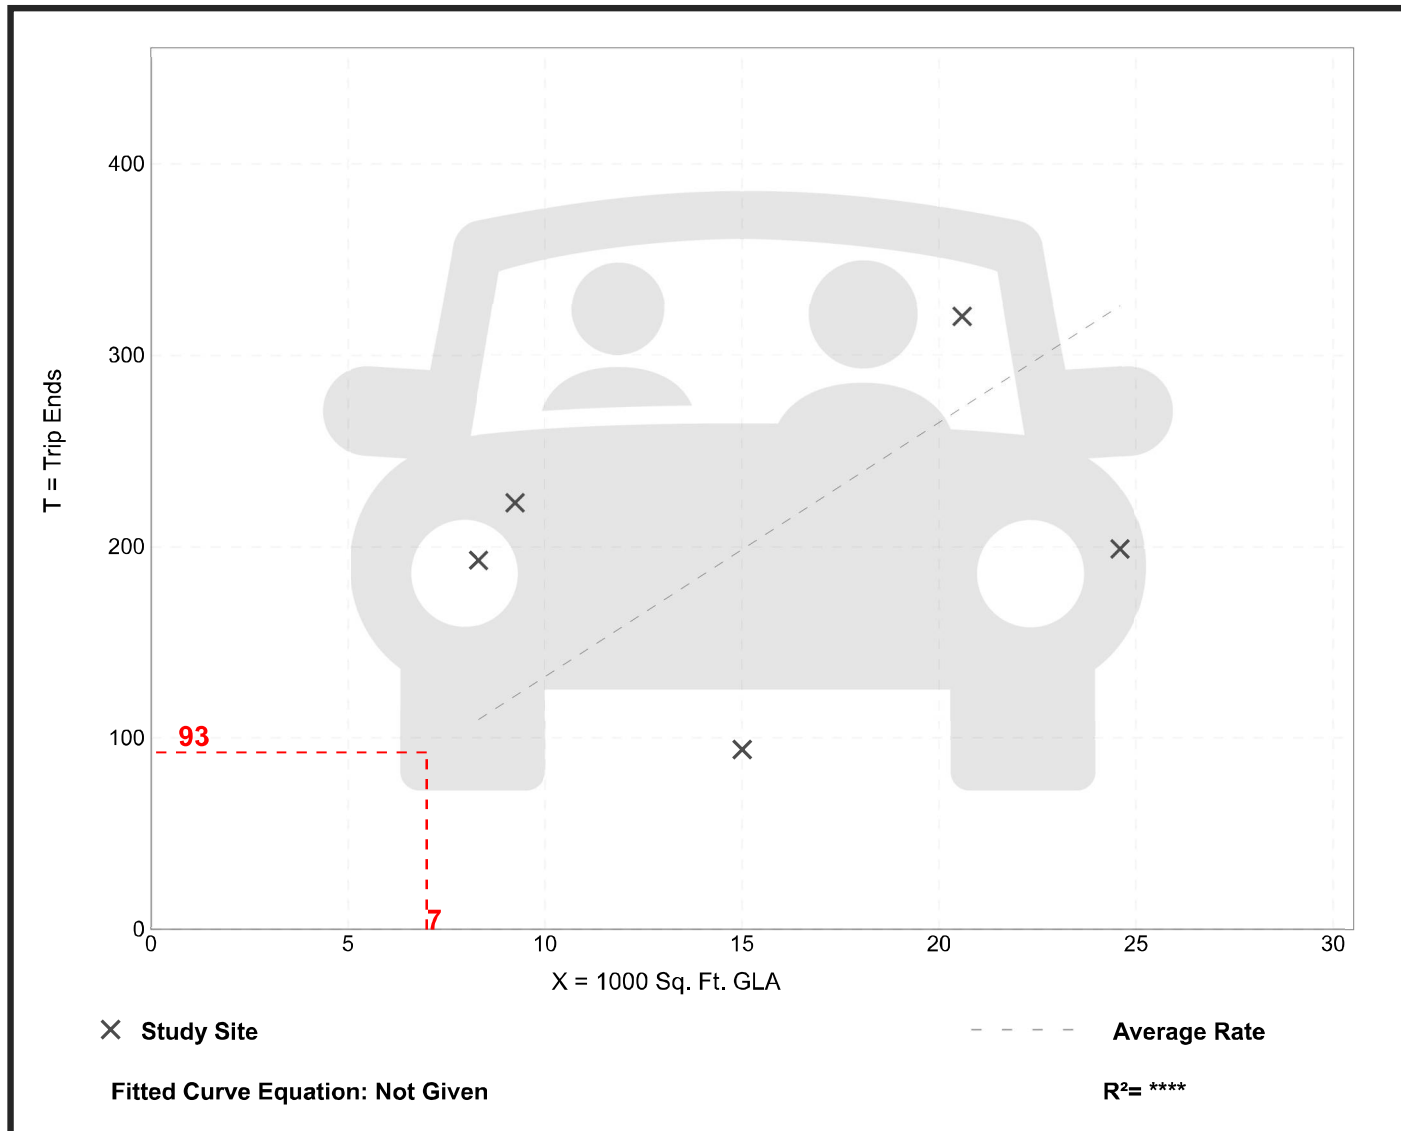 400
300
200
100
0
T = Trip Ends
93
7
0 5 10 15 20 25 30
X = 1000 Sq. Ft. GLA
Study Site Average Rate
Fitted Curve Equation: Not Given R²= ****